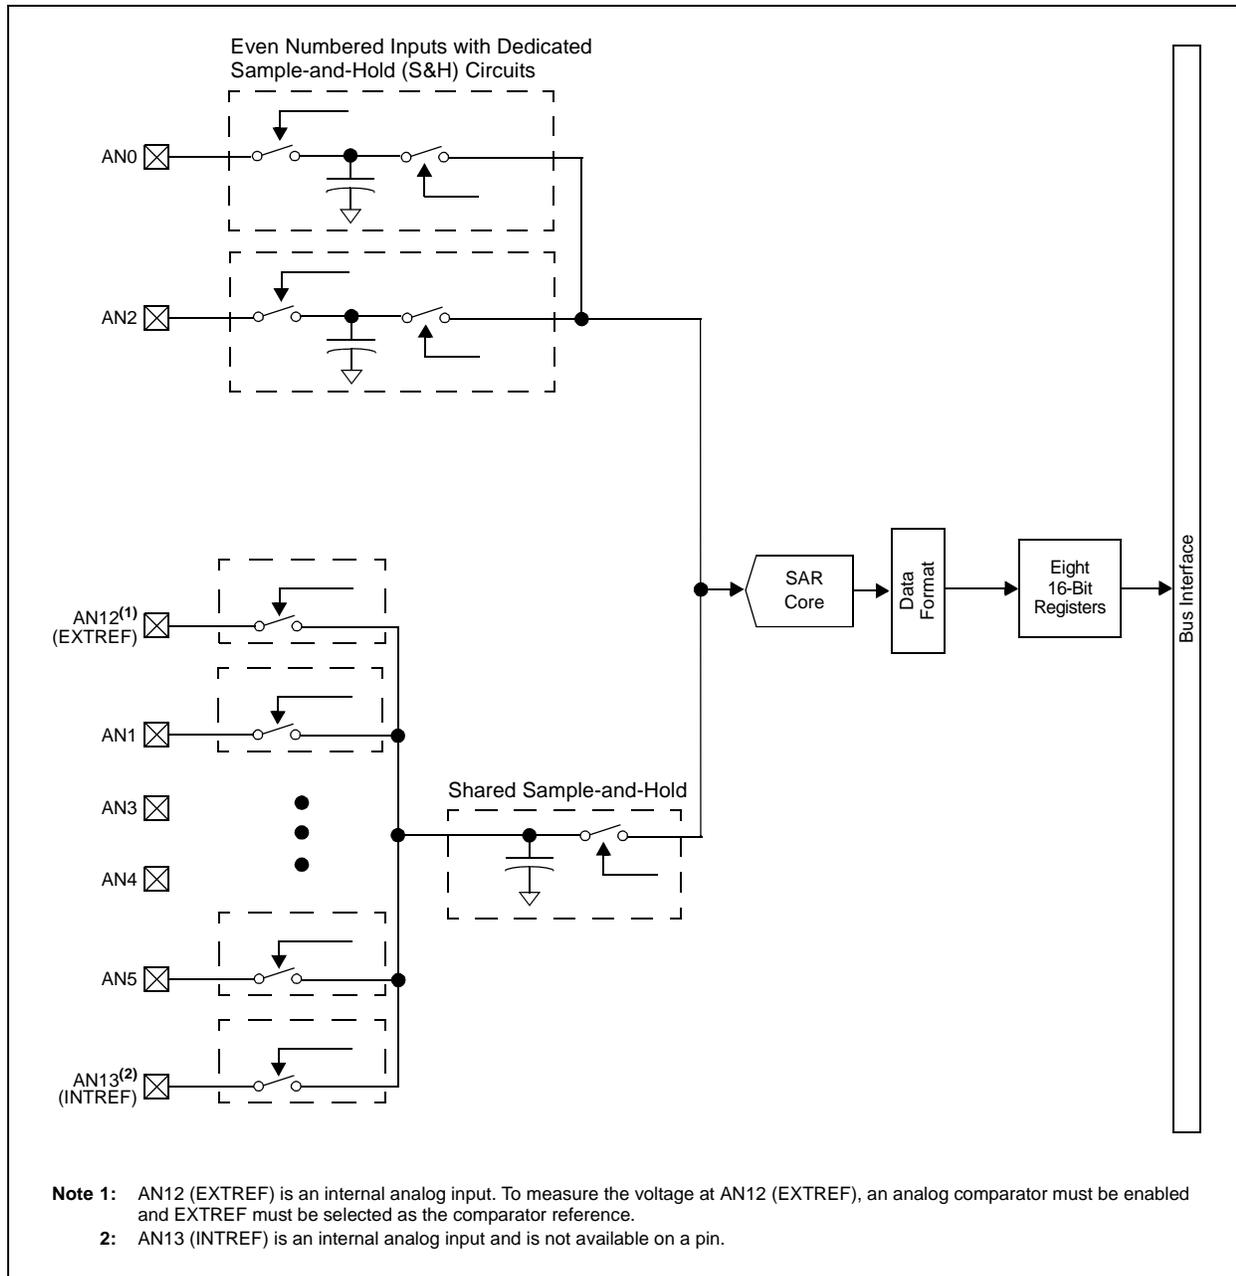 Even Numbered Inputs with Dedicated
Sample-and-Hold (S&H) Circuits
AN0
AN2
AN12(1)
(EXTREF)
AN1
AN3
AN4
AN5
AN13(2)
(INTREF)
Shared Sample-and-Hold
SAR
Core
Data
Format
Eight
16-Bit
Registers
Bus Interface
Note 1: AN12 (EXTREF) is an internal analog input. To measure the voltage at AN12 (EXTREF), an analog comparator must be enabled
and EXTREF must be selected as the comparator reference.
2: AN13 (INTREF) is an internal analog input and is not available on a pin.